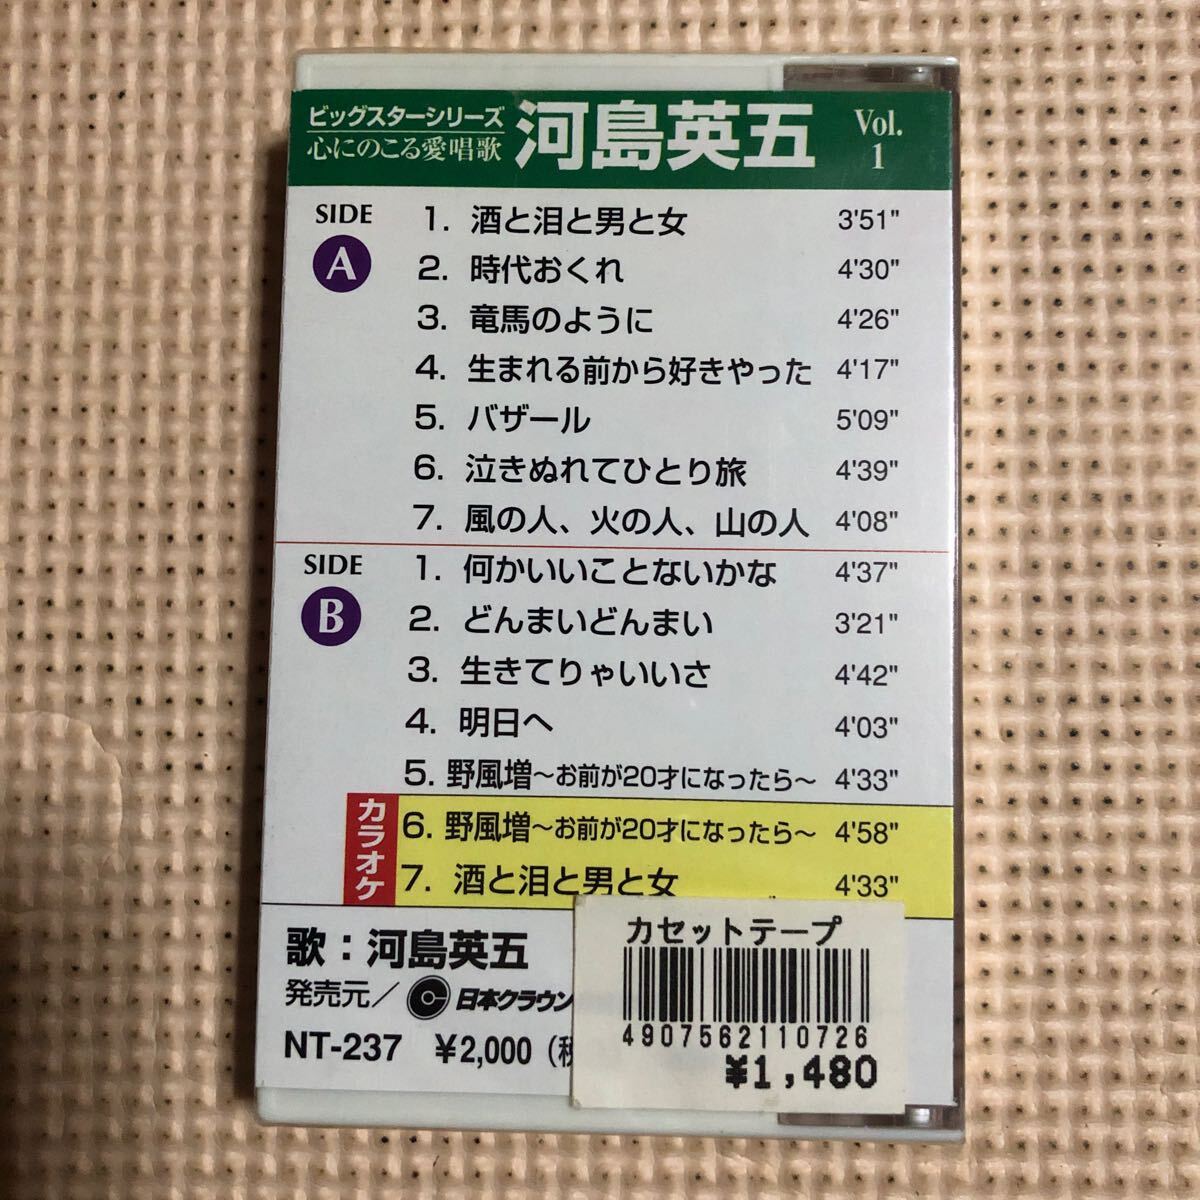 ビッグスターシリーズ
心にのこる愛唱歌
河島英五
Vol. 1
SIDE A
1. 酒と泪と男と女 3'51"
2. 時代おくれ 4'30"
3. 竜馬のように 4'26"
4. 生まれる前から好きやった 4'17"
5. バザール 5'09"
6. 泣きぬれてひとり旅 4'39"
7. 風の人、火の人、山の人 4'08"
SIDE B
1. 何かいいことないかな 4'37"
2. どんまいどんまい 3'21"
3. 生きてりゃいいさ 4'42"
4. 明日へ 4'03"
5. 野風増〜お前が20才になったら〜 4'33"
カラオケ
6. 野風増〜お前が20才になったら〜 4'58"
7. 酒と泪と男と女 4'33"
歌：河島英五
発売元／日本クラウン
NT-237 ¥2,000（税
カセットテープ
4907562110726
¥1,480